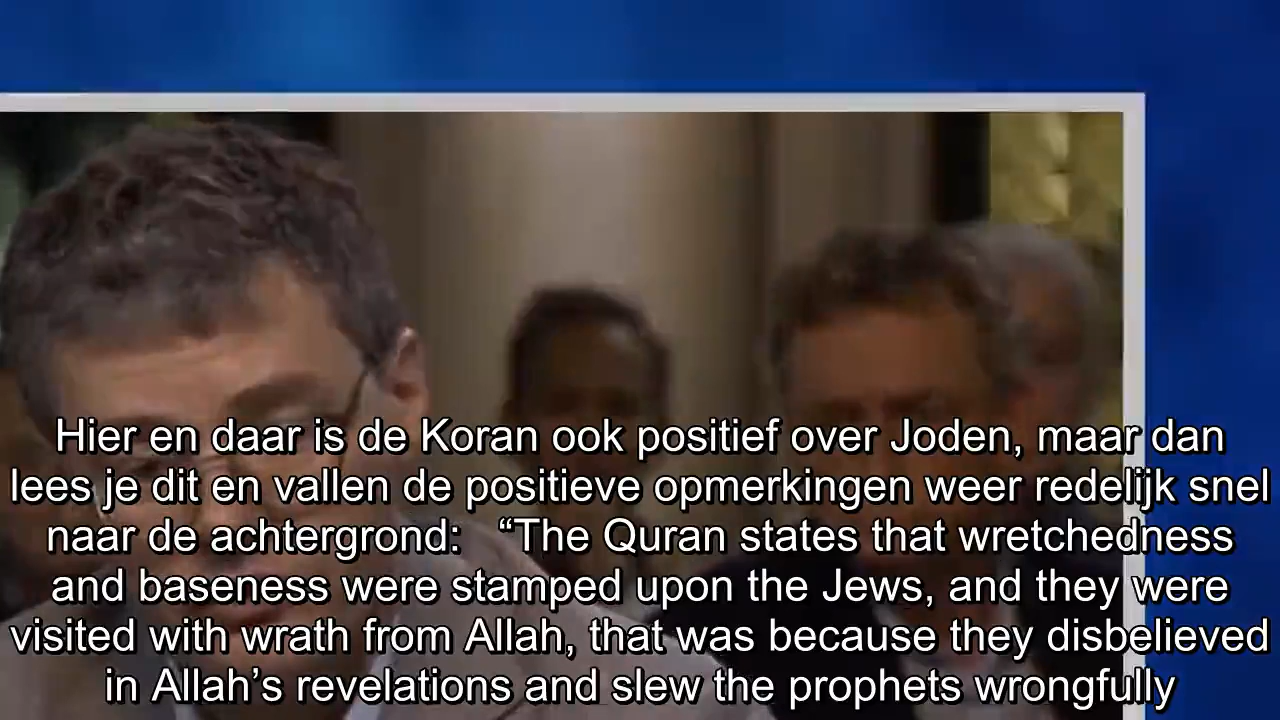 Hier en daar is de Koran ook positief over Joden, maar dan
lees je dit en vallen de positieve opmerkingen weer redelijk snel
naar de achtergrond: “The Quran states that wretchedness
and baseness were stamped upon the Jews, and they were
visited with wrath from Allah, that was because they disbelieved
in Allah’s revelations and slew the prophets wrongfully